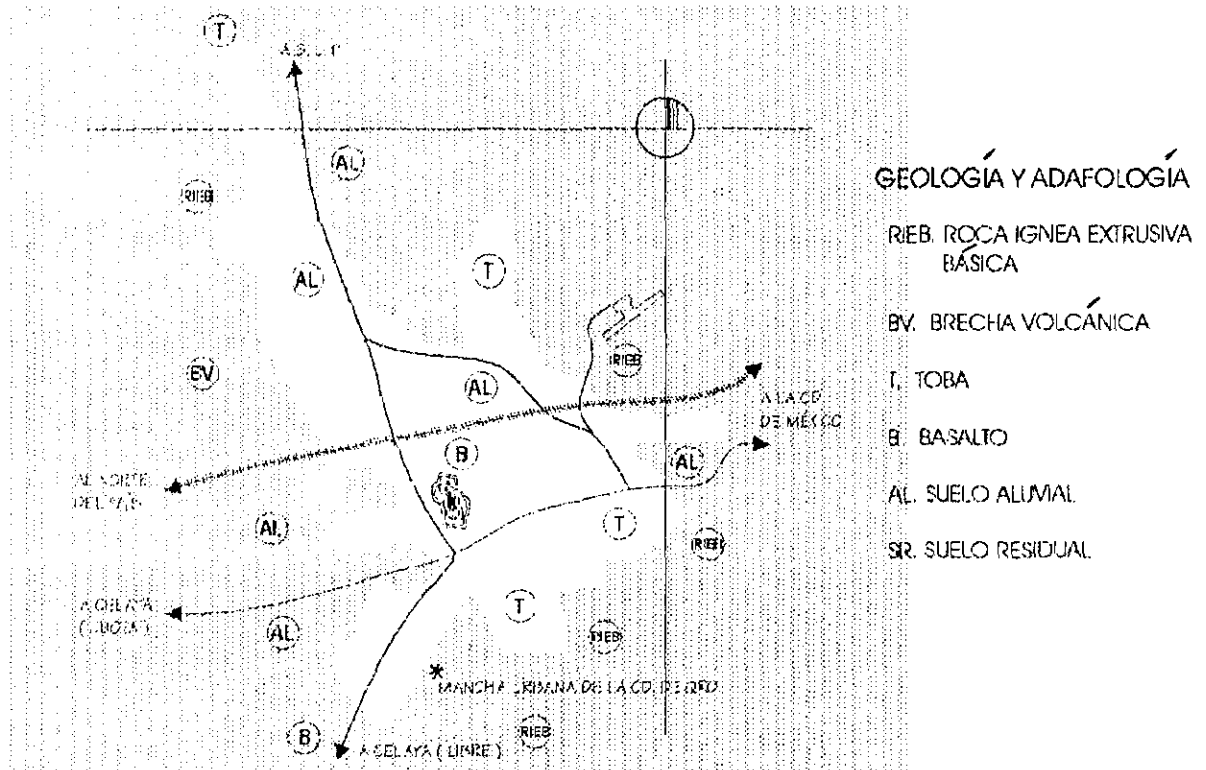 T
AL
RIEB
AL
T
BV
AL
RIEB
A LA CD.
DE MÉXICO
B
AL
AL NORTE
DEL PAÍS
AL
T
RIEB
A CELAYA
T
AL
RIEB
* MANCHA URBANA DE LA CD. DE QRO
B
RIEB
A CELAYA ( LIBRE )
GEOLOGÍA Y ADAFOLOGÍA
RIEB. ROCA IGNEA EXTRUSIVA
BÁSICA
BV. BRECHA VOLCÁNICA
T. TOBA
B. BASALTO
AL. SUELO ALUVIAL
SR. SUELO RESIDUAL